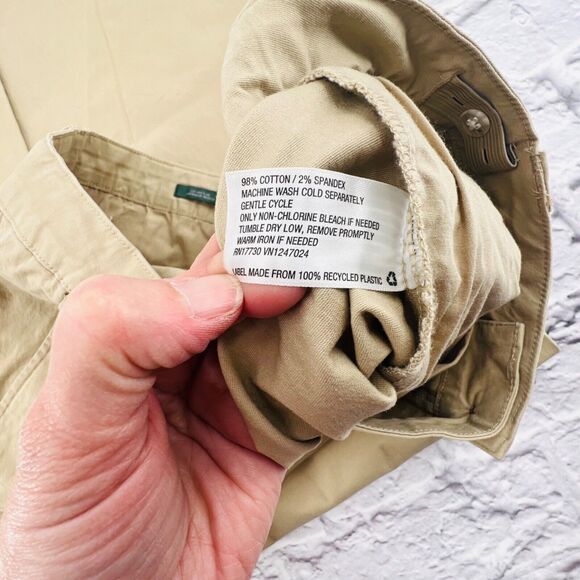 98% COTTON / 2% SPANDEX
MACHINE WASH COLD SEPARATELY
GENTLE CYCLE
ONLY NON-CHLORINE BLEACH IF NEEDED
TUMBLE DRY LOW, REMOVE PROMPTLY
WARM IRON IF NEEDED
RN17730 VN1247024
LABEL MADE FROM 100% RECYCLED PLASTIC